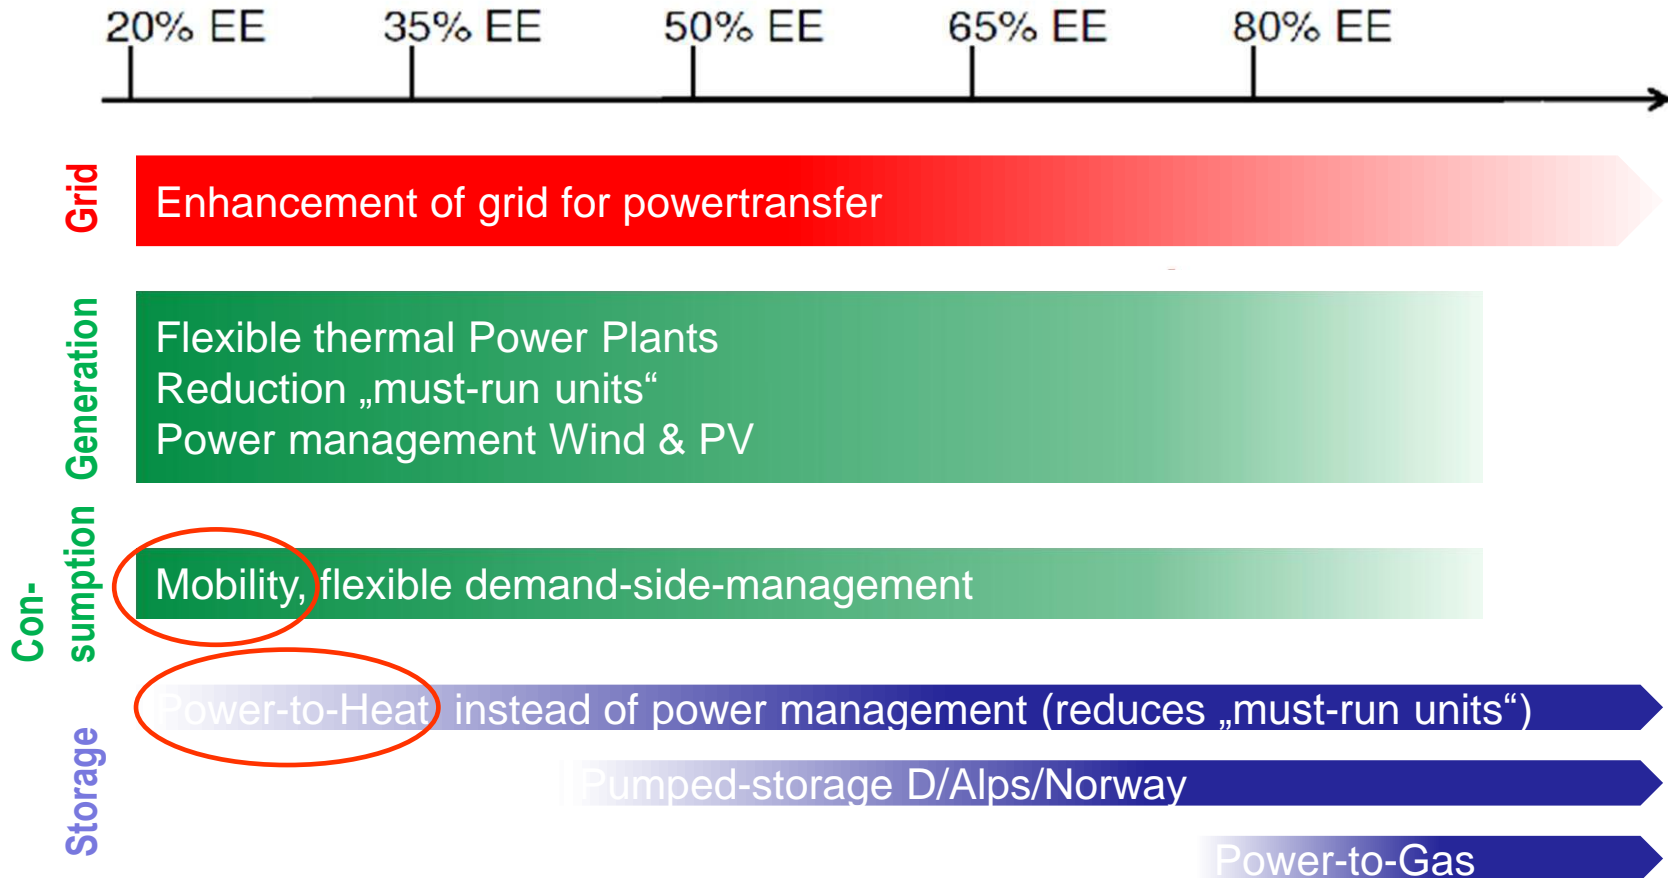 20% EE 35% EE 50% EE 65% EE 80% EE
Grid
Enhancement of grid for powertransfer
Generation
Flexible thermal Power Plants
Reduction „must-run units“
Power management Wind & PV
Con-
sumption
Mobility, flexible demand-side-management
Storage
Power-to-Heat instead of power management (reduces „must-run units“)
Pumped-storage D/Alps/Norway
Power-to-Gas